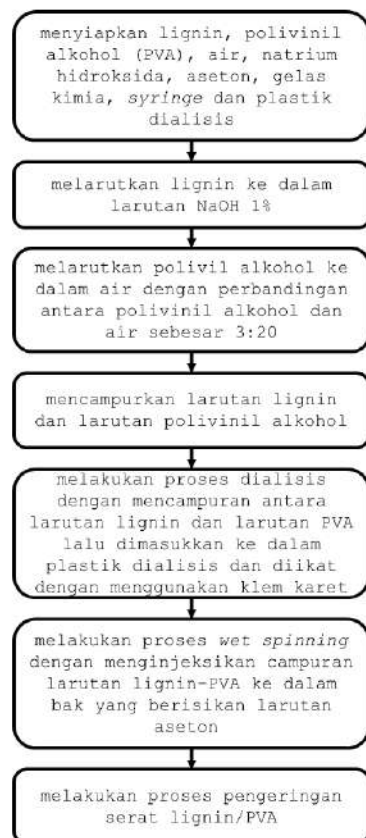 menyiapkan lignin, polivinil
alkohol (PVA), air, natrium
hidroksida, aseton, gelas
kimia, syringe dan plastik
dialisis
melarutkan lignin ke dalam
larutan NaOH 1%
melarutkan polivil alkohol ke
dalam air dengan perbandingan
antara polivinil alkohol dan
air sebesar 3:20
mencampurkan larutan lignin
dan larutan polivinil alkohol
melakukan proses dialisis
dengan mencampuran antara
larutan lignin dan larutan PVA
lalu dimasukkan ke dalam
plastik dialisis dan diikat
dengan menggunakan klem karet
melakukan proses wet spinning
dengan menginjeksikan campuran
larutan lignin-PVA ke dalam
bak yang berisikan larutan
aseton
melakukan proses pengeringan
serat lignin/PVA